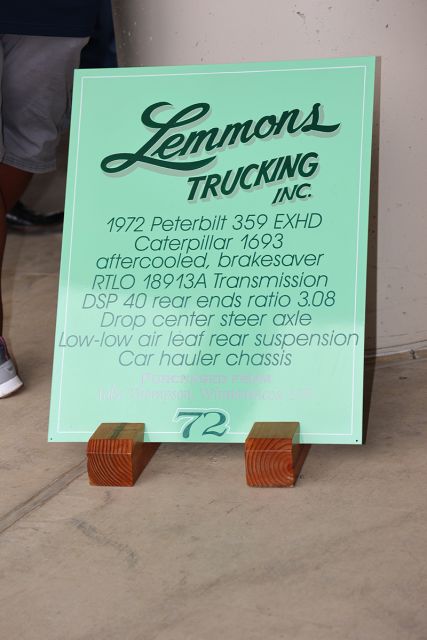 Lemmons
TRUCKING
INC.
1972 Peterbilt 359 EXHD
Caterpillar 1693
aftercooled, brakesaver
RTLO 18913A Transmission
DSP 40 rear ends ratio 3.08
Drop center steer axle
Low-low air leaf rear suspension
Car hauler chassis
72